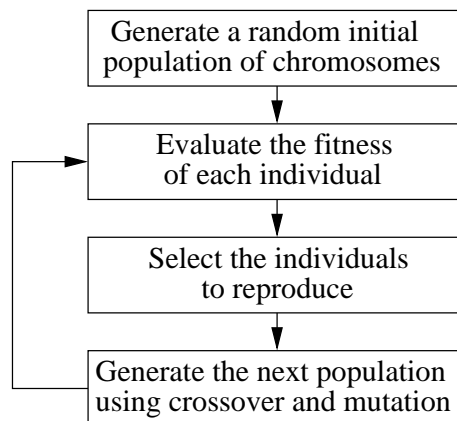 Generate a random initial
population of chromosomes
Evaluate the fitness
of each individual
Select the individuals
to reproduce
Generate the next population
using crossover and mutation